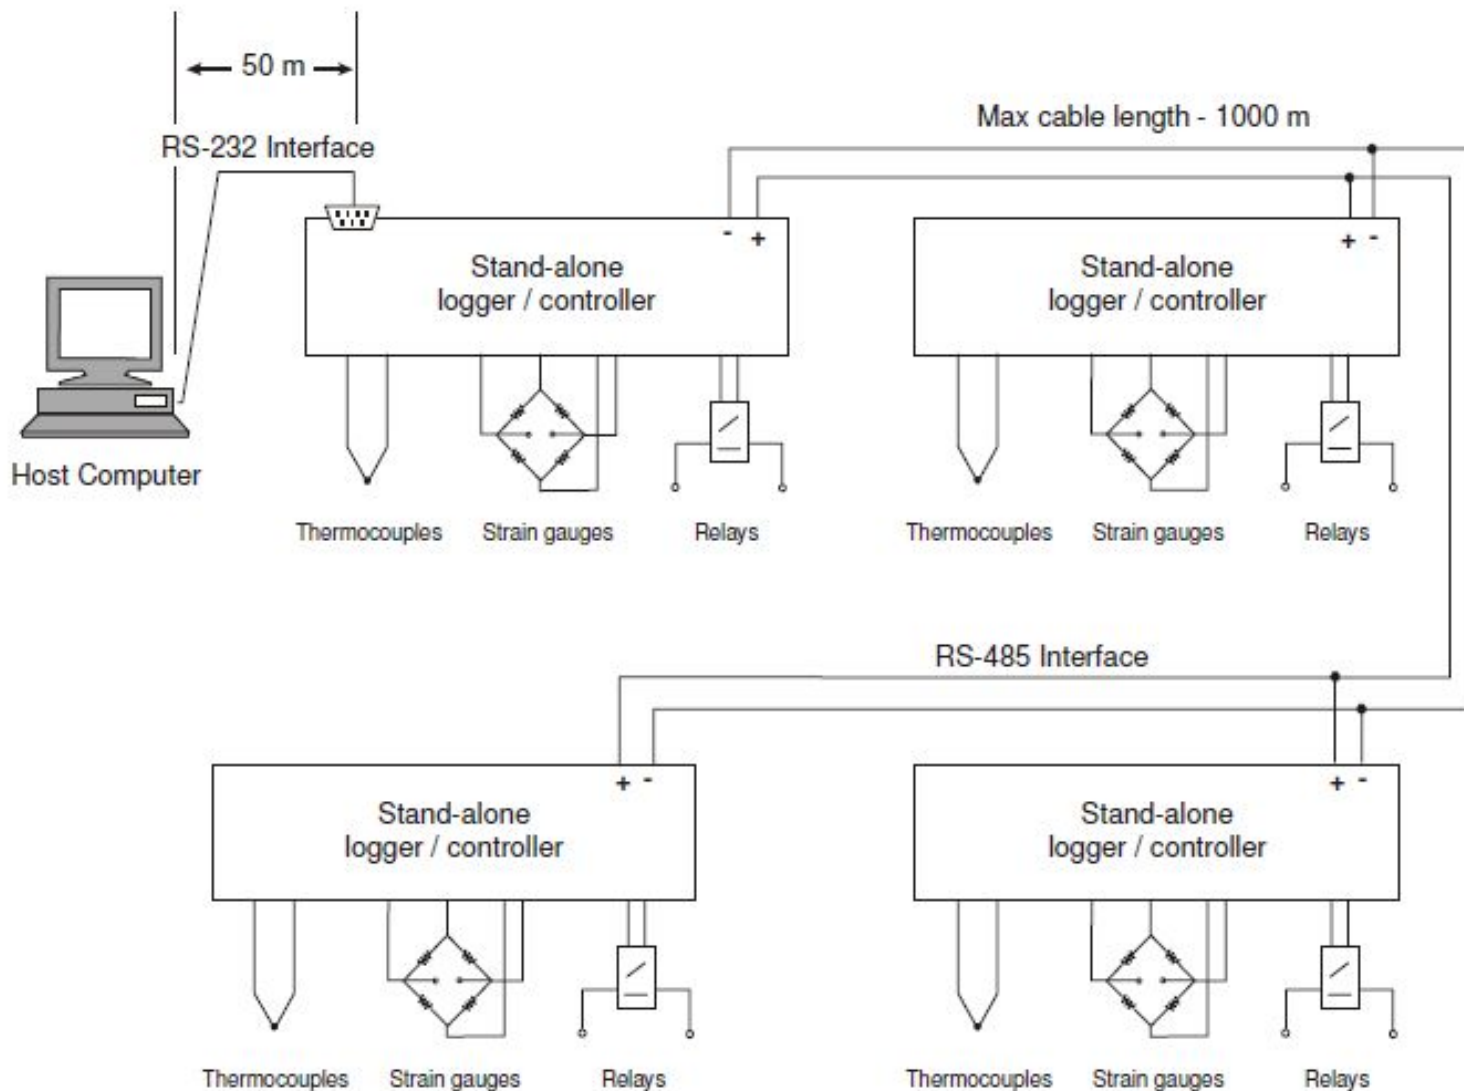 50 m
RS-232 Interface
Max cable length - 1000 m
- +
Stand-alone
logger / controller
+ -
Stand-alone
logger / controller
Host Computer
Thermocouples Strain gauges Relays
Thermocouples Strain gauges Relays
RS-485 Interface
+ -
Stand-alone
logger / controller
+ -
Stand-alone
logger / controller
Thermocouples Strain gauges Relays
Thermocouples Strain gauges Relays